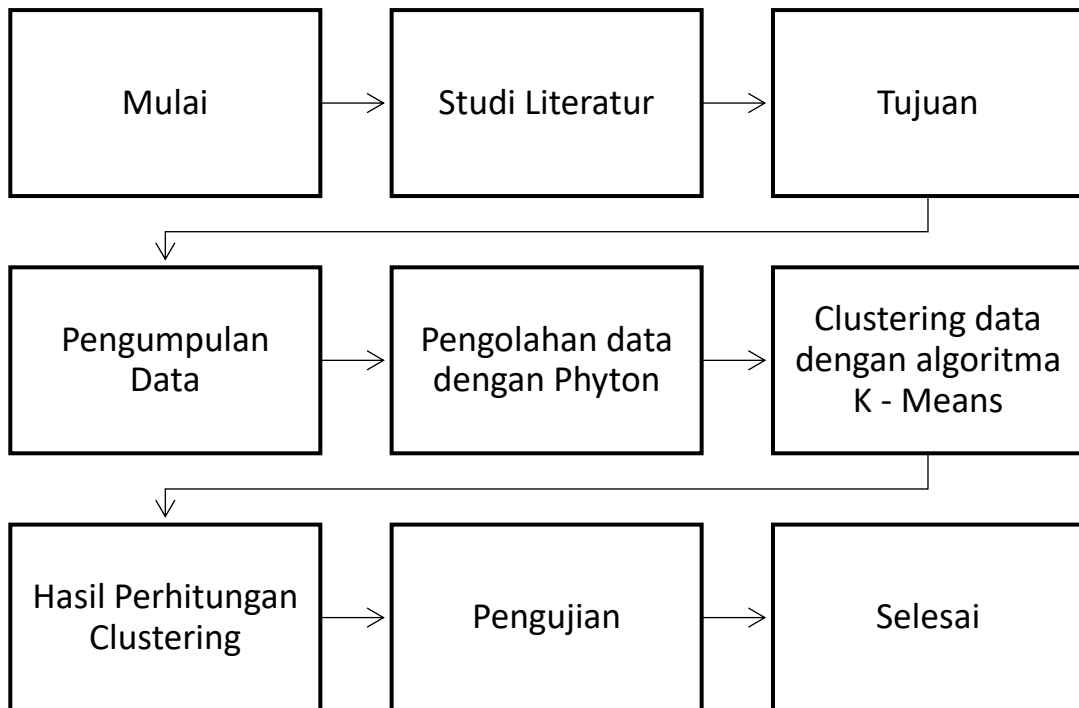 Mulai
Studi Literatur
Tujuan
Pengumpulan
Data
Pengolahan data
dengan Phyton
Clustering data
dengan algoritma
K - Means
Hasil Perhitungan
Clustering
Pengujian
Selesai